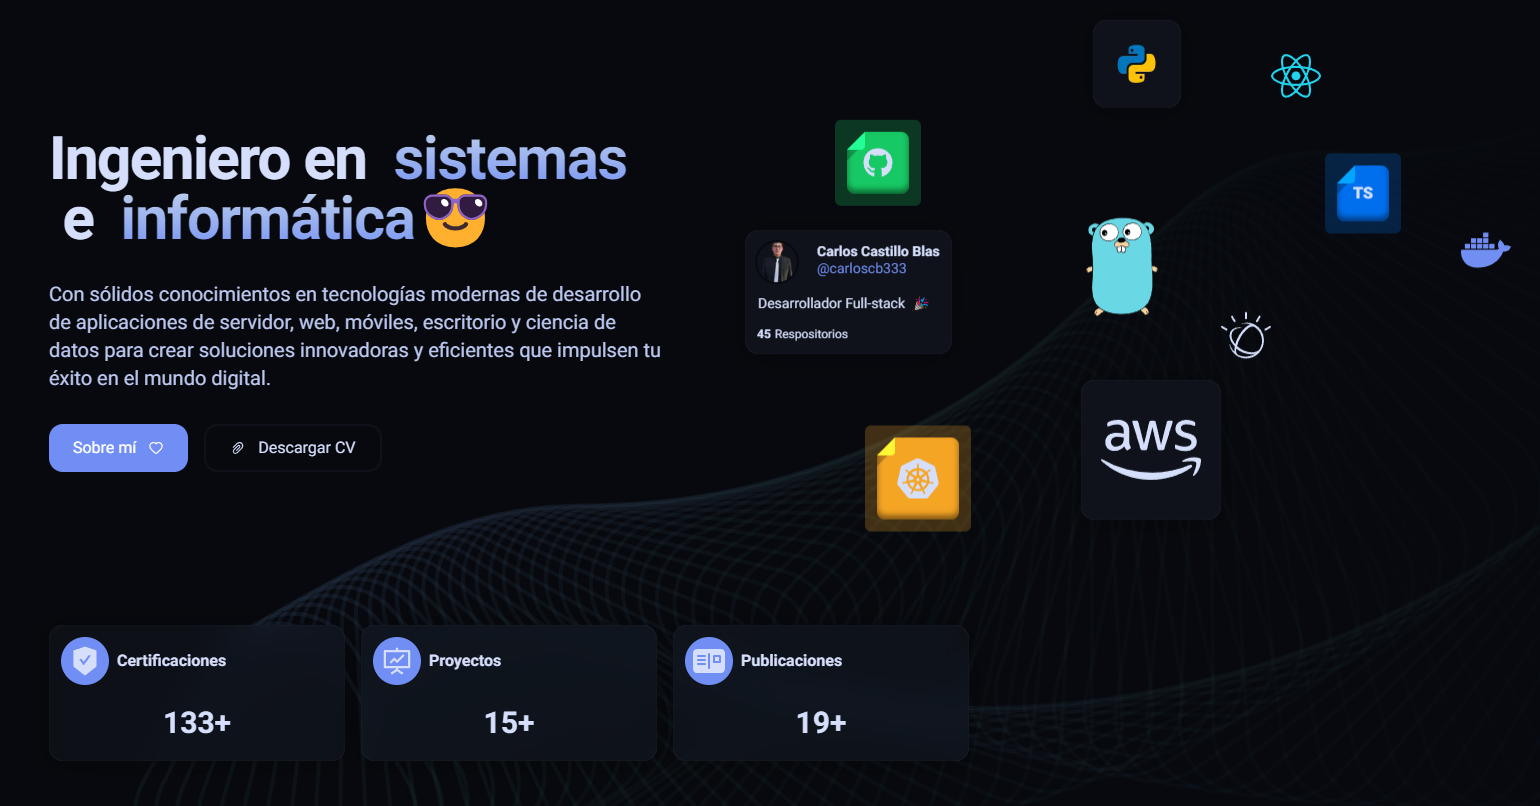 Ingeniero en sistemas
e informática
Con sólidos conocimientos en tecnologías modernas de desarrollo
de aplicaciones de servidor, web, móviles, escritorio y ciencia de
datos para crear soluciones innovadoras y eficientes que impulsen tu
éxito en el mundo digital.
Sobre mí
Descargar CV
Carlos Castillo Blas
@carloscb333
Desarrollador Full-stack
45 Respositorios
TS
aws
Certificaciones
133+
Proyectos
15+
Publicaciones
19+